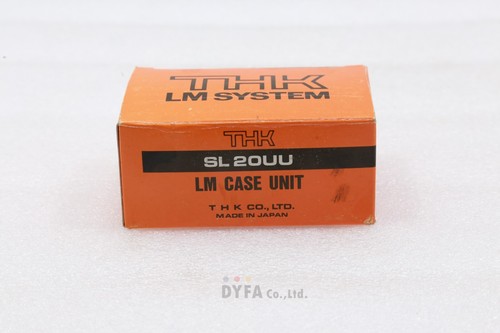 THK
LM SYSTEM
THK
SL 20UU
LM CASE UNIT
T H K CO., LTD.
MADE IN JAPAN
DYFA Co.,Ltd.